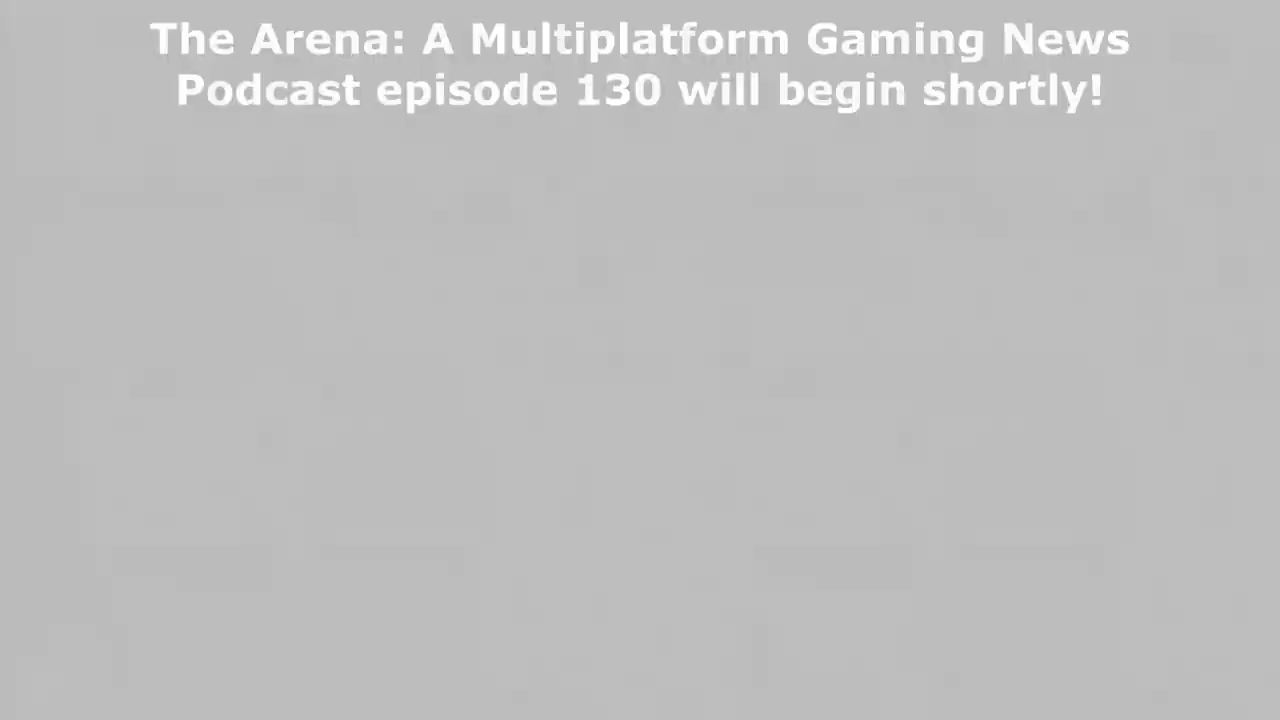 The Arena: A Multiplatform Gaming News
Podcast episode 130 will begin shortly!